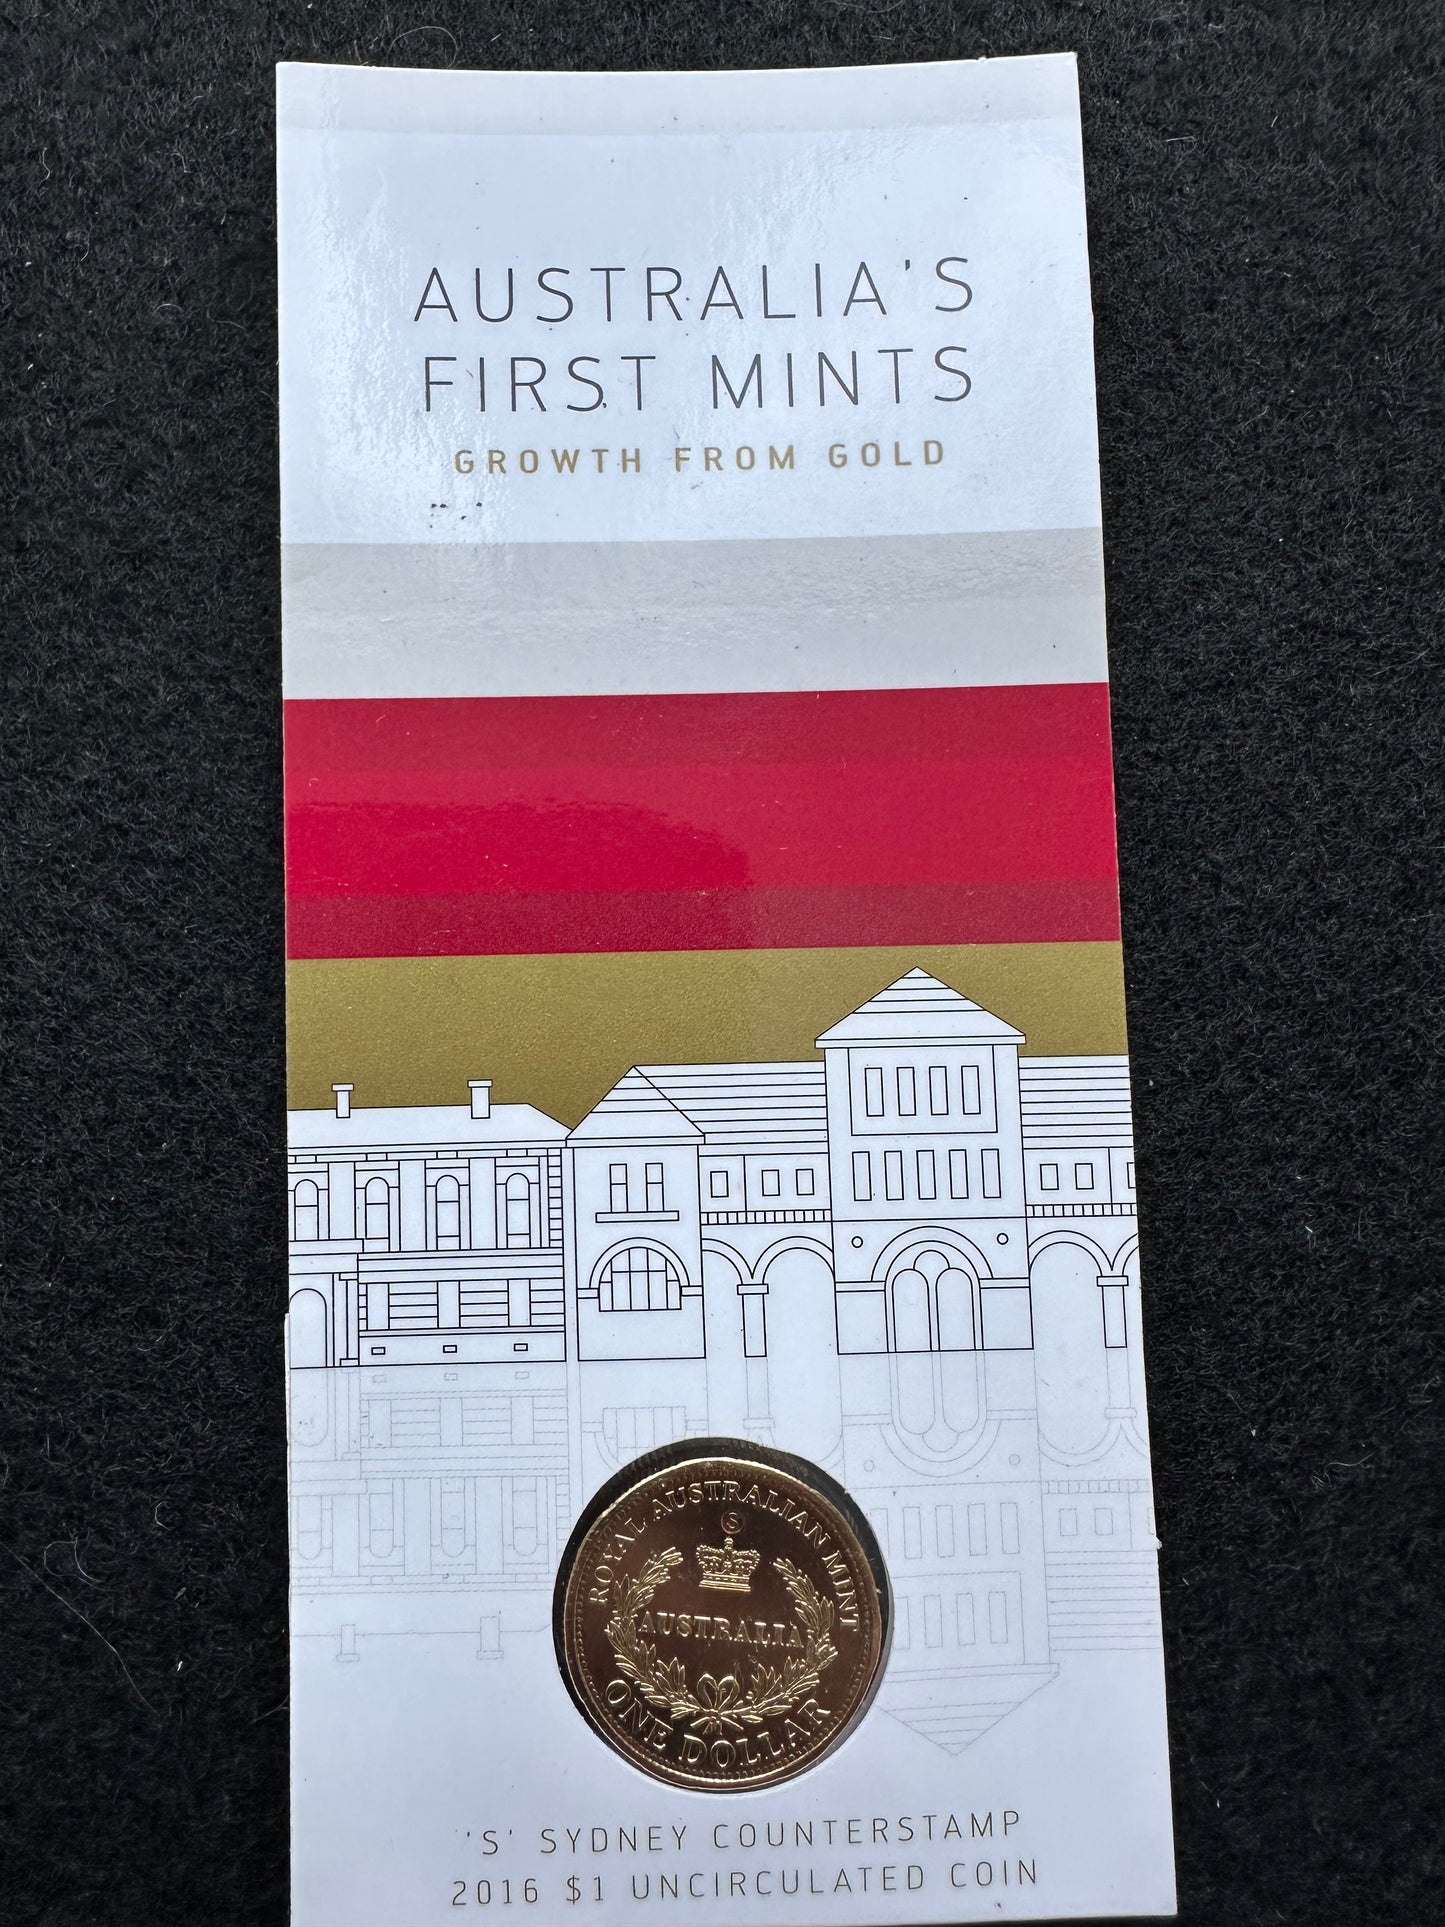 AUSTRALIA'S
FIRST MINTS
GROWTH FROM GOLD
ROYAL AUSTRALIAN MINT
S
AUSTRALIA
ONE DOLLAR
'S' SYDNEY COUNTERSTAMP
2016 $1 UNCIRCULATED COIN